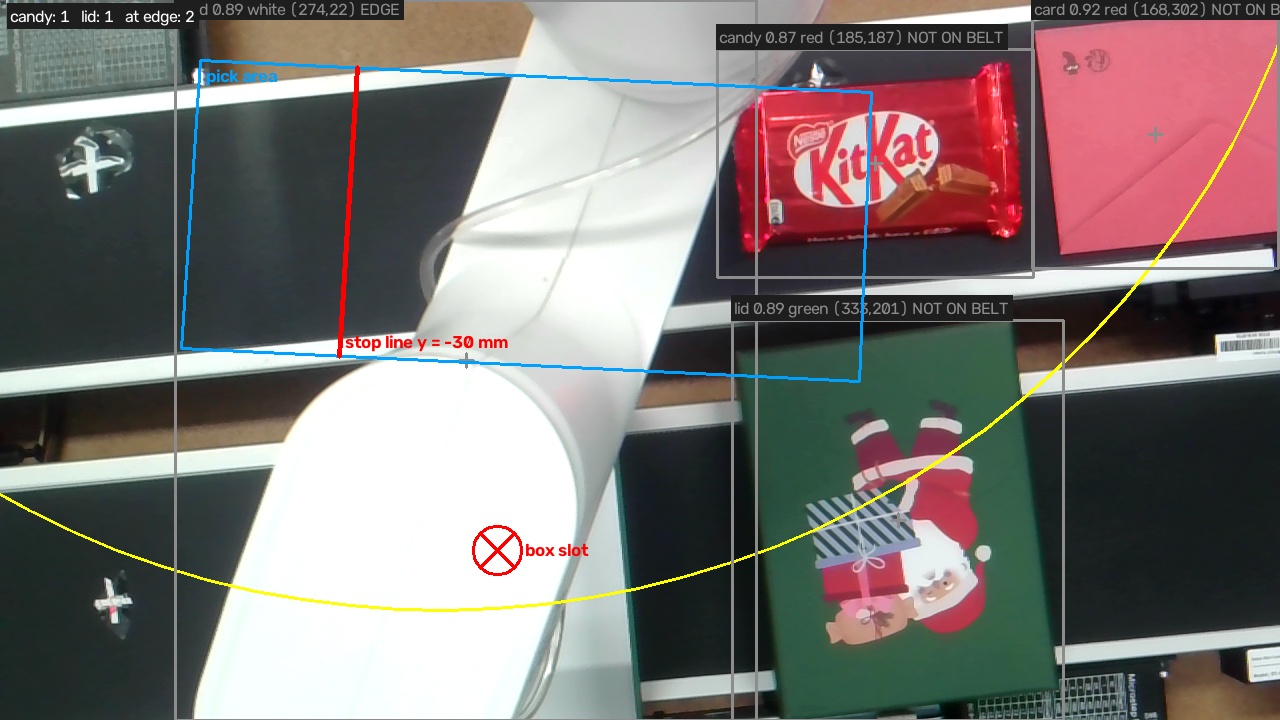 candy: 1 lid: 1 at edge: 2
d 0.89 white (274,22) EDGE
candy 0.87 red (185,187) NOT ON BELT
card 0.92 red (168,302) NOT ON B
pick area
Nestlé
KitKat
stop line y = -30 mm
lid 0.89 green (333,201) NOT ON BELT
box slot